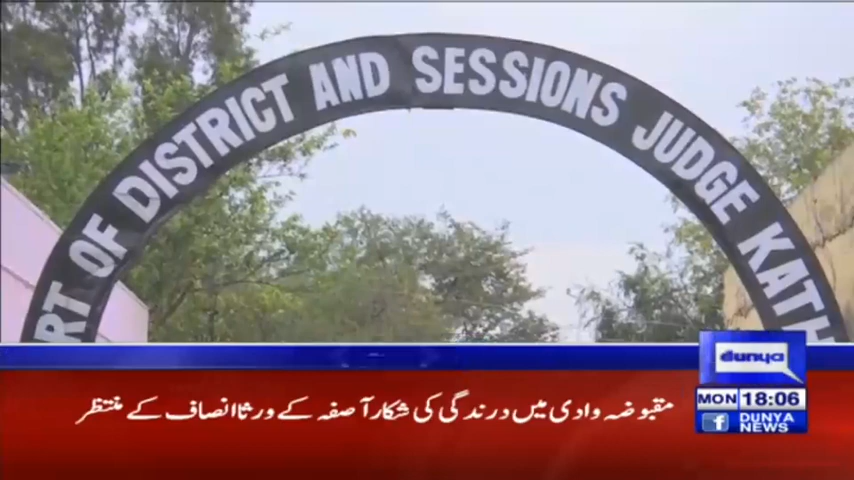 RT OF DISTRICT AND SESSIONS JUDGE KATH
dunya
MON 18:06
DUNYA NEWS
مقبوضہ وادی میں درندگی کی شکار آصفہ کے ورثا انصاف کے منتظر